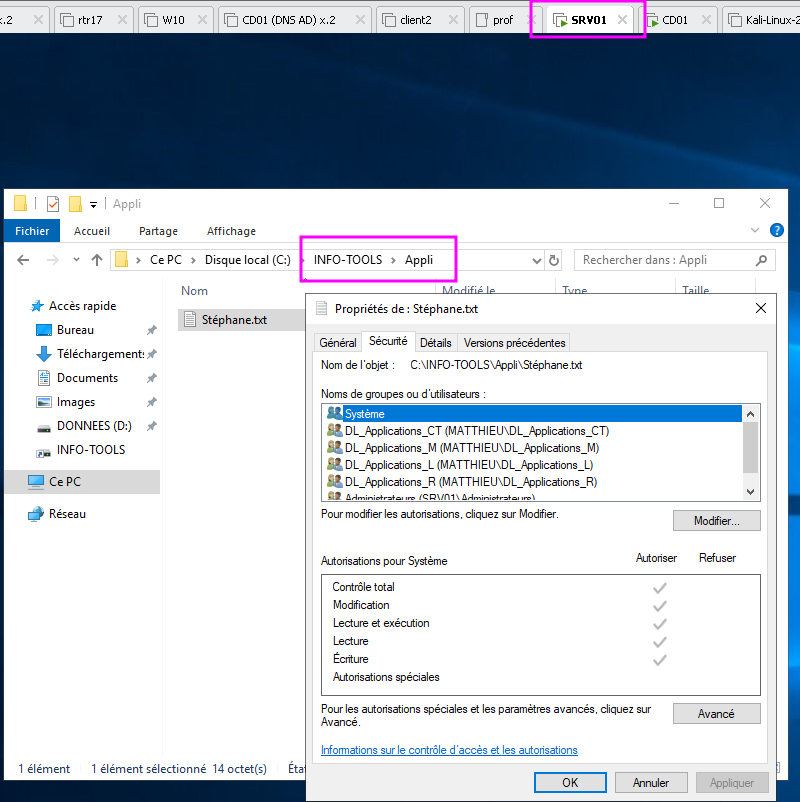 x.2
rtr17
W10
CD01 (DNS AD) x.2
client2
prof
SRV01
CD01
Kali-Linux-2
Appli
Fichier
Accueil
Partage
Affichage
Ce PC
Disque local (C:)
INFO-TOOLS
Appli
Rechercher dans : Appli
Nom
Modifié le
Type
Taille
Accès rapide
Bureau
Téléchargements
Documents
Images
DONNEES (D:)
INFO-TOOLS
Ce PC
Réseau
Stéphane.txt
Propriétés de : Stéphane.txt
Général
Sécurité
Détails
Versions précédentes
Nom de l'objet : C:\INFO-TOOLS\Appli\Stéphane.txt
Noms de groupes ou d'utilisateurs :
Système
DL_Applications_CT (MATTHIEU\DL_Applications_CT)
DL_Applications_M (MATTHIEU\DL_Applications_M)
DL_Applications_L (MATTHIEU\DL_Applications_L)
DL_Applications_R (MATTHIEU\DL_Applications_R)
Administrateurs (SRV01\Administrateurs)
Pour modifier les autorisations, cliquez sur Modifier.
Modifier...
Autorisations pour Système
Autoriser
Refuser
Contrôle total
Modification
Lecture et exécution
Lecture
Écriture
Autorisations spéciales
Pour les autorisations spéciales et les paramètres avancés, cliquez sur
Avancé.
Avancé
Informations sur le contrôle d'accès et les autorisations
OK
Annuler
Appliquer
1 élément
1 élément sélectionné 14 octet(s)
Éta